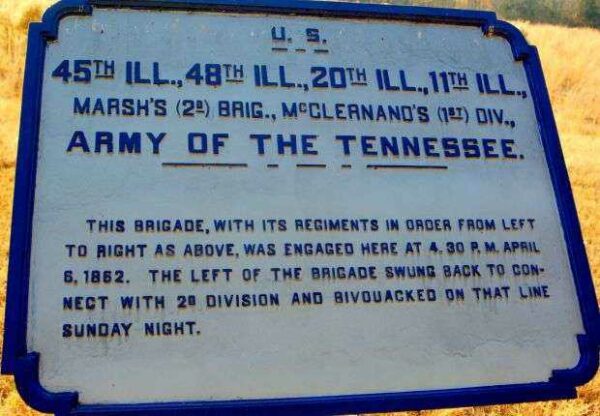 U. S.
45TH ILL., 48TH ILL., 20TH ILL., 11TH ILL.,
MARSH'S (2D) BRIG., MCCLERNAND'S (1ST) DIV.,
ARMY OF THE TENNESSEE.
THIS BRIGADE, WITH ITS REGIMENTS IN ORDER FROM LEFT
TO RIGHT AS ABOVE, WAS ENGAGED HERE AT 4.30 P.M. APRIL
6, 1862. THE LEFT OF THE BRIGADE SWUNG BACK TO CON-
NECT WITH 2D DIVISION AND BIVOUACKED ON THAT LINE
SUNDAY NIGHT.